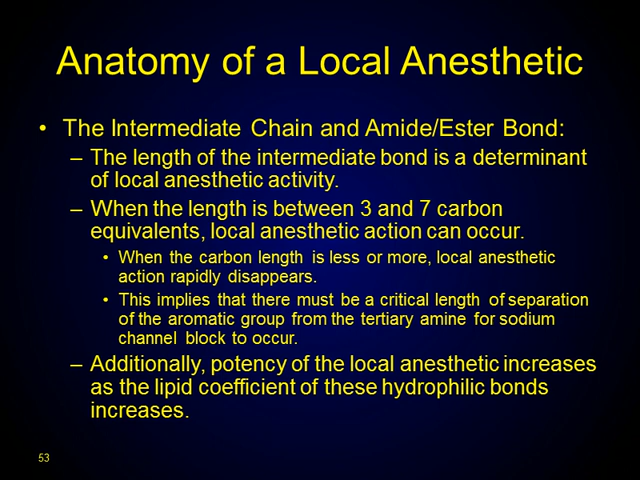 Anatomy of a Local Anesthetic
• The Intermediate Chain and Amide/Ester Bond:
– The length of the intermediate bond is a determinant
of local anesthetic activity.
– When the length is between 3 and 7 carbon
equivalents, local anesthetic action can occur.
• When the carbon length is less or more, local anesthetic
action rapidly disappears.
• This implies that there must be a critical length of separation
of the aromatic group from the tertiary amine for sodium
channel block to occur.
– Additionally, potency of the local anesthetic increases
as the lipid coefficient of these hydrophilic bonds
increases.
53